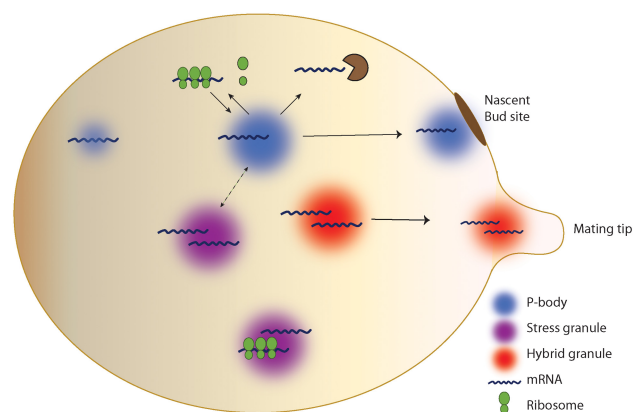 Nascent
Bud site
Mating tip
P-body
Stress granule
Hybrid granule
mRNA
Ribosome